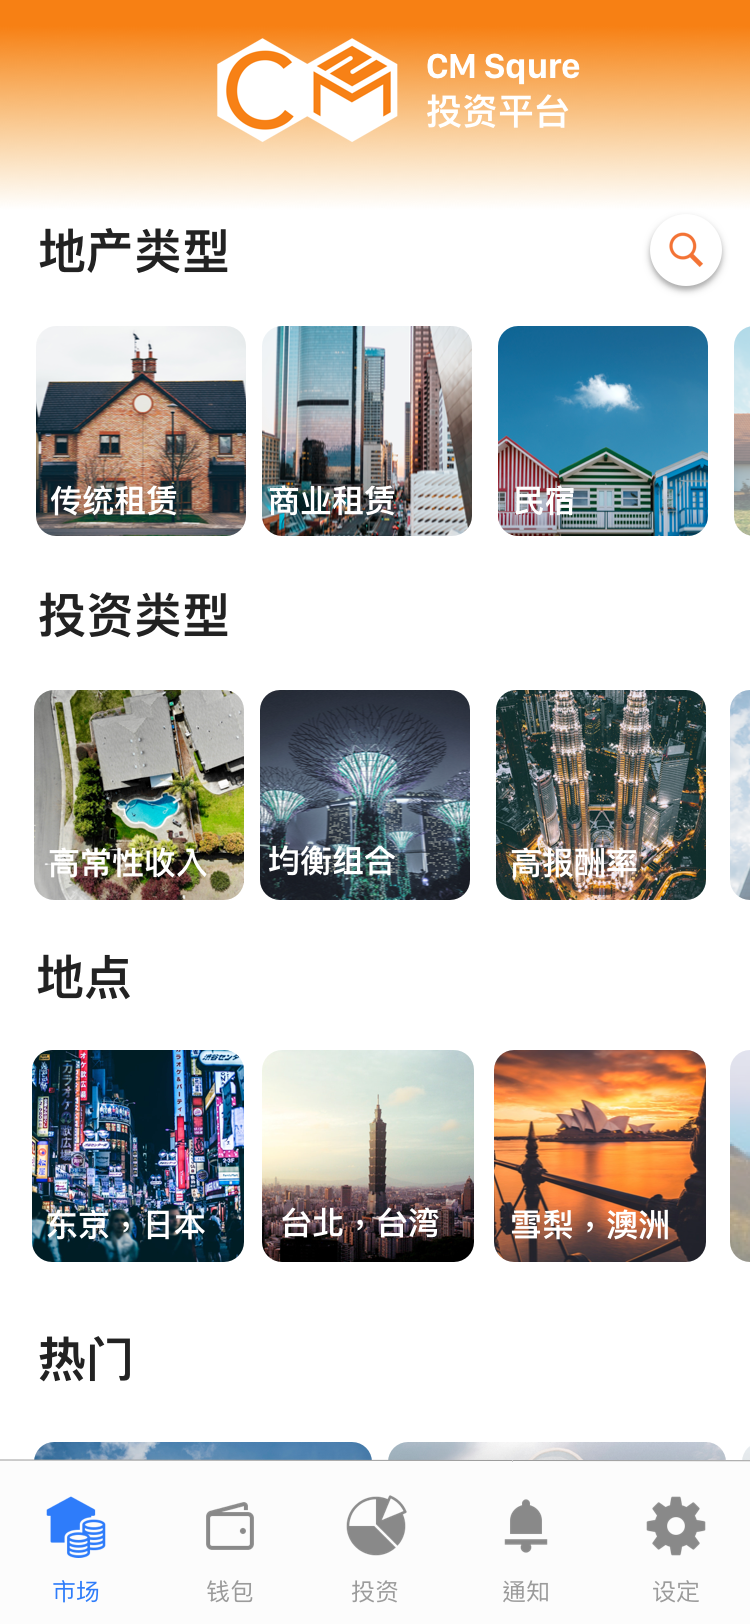 CM Squre
投资平台
地产类型
传统租赁
商业租赁
民宿
投资类型
高常性收入
均衡组合
高报酬率
地点
东京，日本
台北，台湾
雪梨，澳洲
热门
市场
钱包
投资
通知
设定